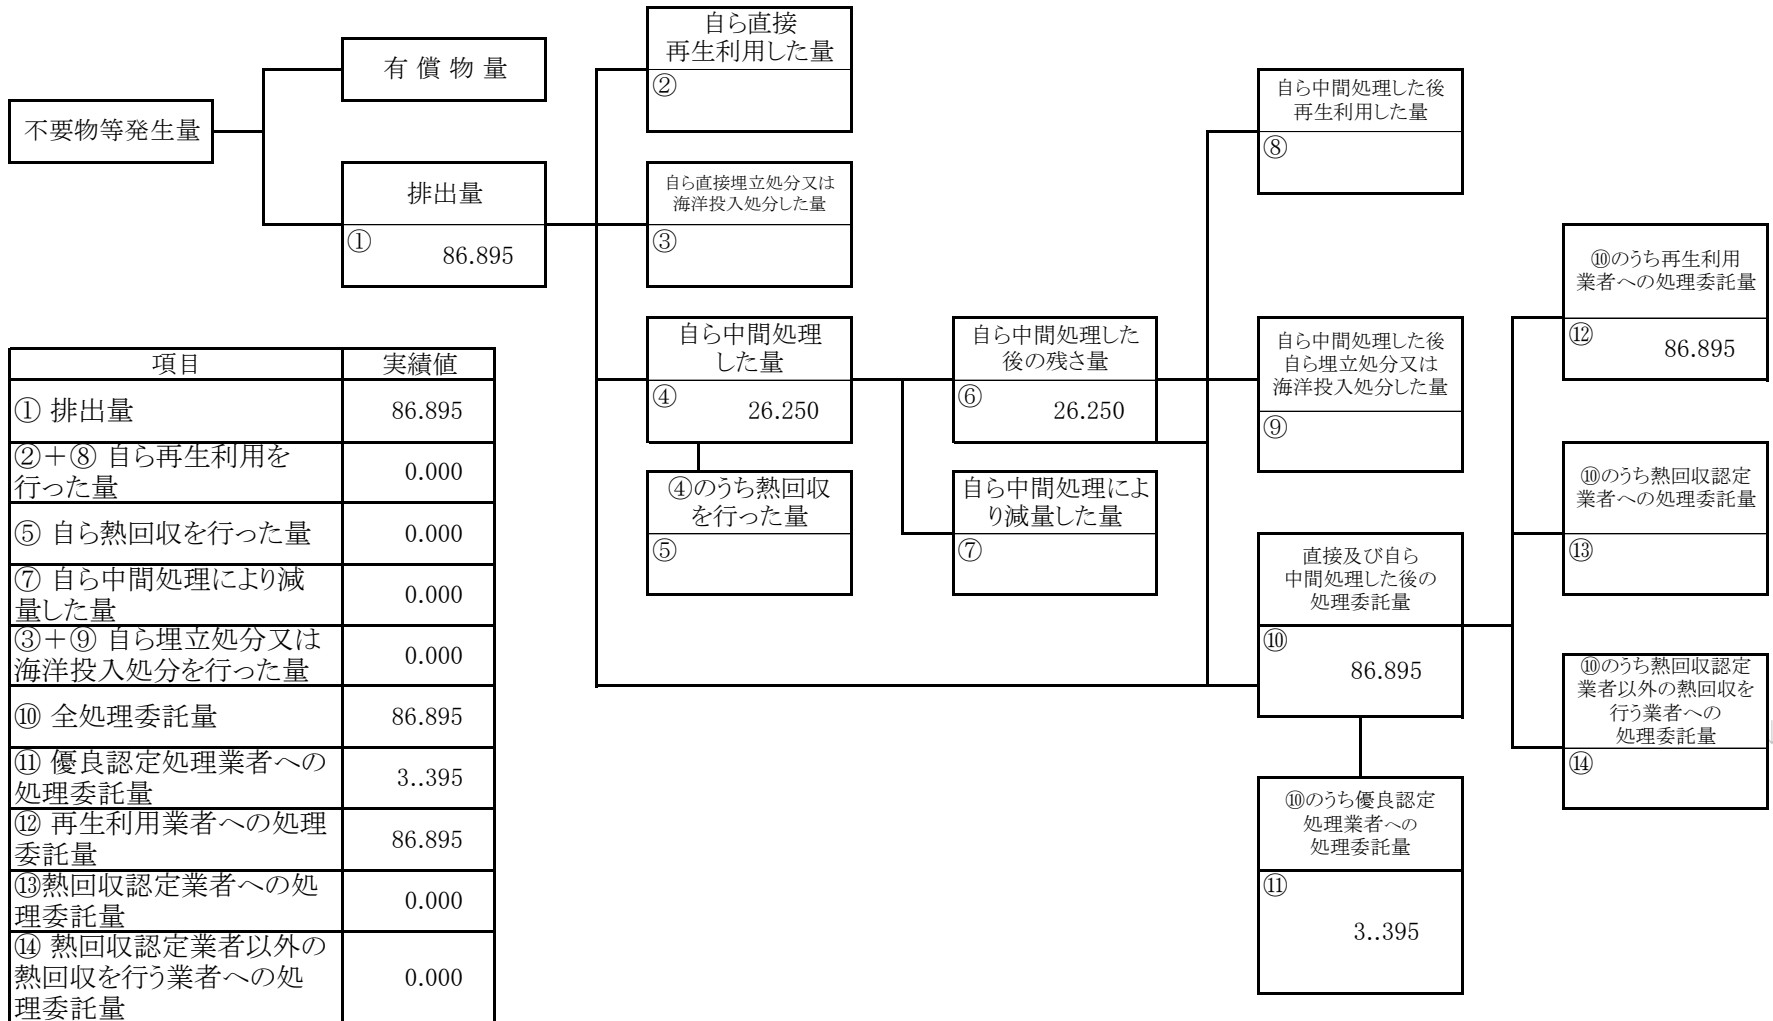 自ら直接
再生利用した量
②
有 償 物 量
不要物等発生量
自ら中間処理した後
再生利用した量
⑧
排出量
①
86.895
自ら直接埋立処分又は
海洋投入処分した量
③
⑩のうち再生利用
業者への処理委託量
⑫
86.895
自ら中間処理
した量
④
26.250
自ら中間処理した
後の残さ量
⑥
26.250
自ら中間処理した後
自ら埋立処分又は
海洋投入処分した量
⑨
④のうち熱回収
を行った量
⑤
自ら中間処理によ
り減量した量
⑦
⑩のうち熱回収認定
業者への処理委託量
⑬
直接及び自ら
中間処理した後の
処理委託量
⑩
86.895
⑩のうち熱回収認定
業者以外の熱回収を
行う業者への
処理委託量
⑭
⑩のうち優良認定
処理業者への
処理委託量
⑪
3..395
項目 実績値
① 排出量 86.895
②＋⑧ 自ら再生利用を
行った量 0.000
⑤ 自ら熱回収を行った量 0.000
⑦ 自ら中間処理により減
量した量 0.000
③＋⑨ 自ら埋立処分又は
海洋投入処分を行った量 0.000
⑩ 全処理委託量 86.895
⑪ 優良認定処理業者への
処理委託量 3..395
⑫ 再生利用業者への処理
委託量 86.895
⑬熱回収認定業者への処
理委託量 0.000
⑭ 熱回収認定業者以外の
熱回収を行う業者への処
理委託量 0.000